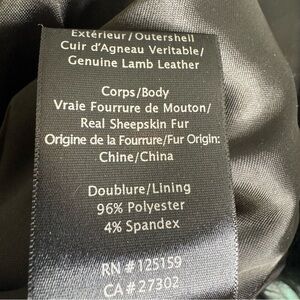 Extérieur/Outershell
Cuir d'Agneau Veritable/
Genuine Lamb Leather
Corps/Body
Vraie Fourrure de Mouton/
Real Sheepskin Fur
Origine de la Fourrure/Fur Origin:
Chine/China
Doublure/Lining
96% Polyester
4% Spandex
RN #125159
CA #27302